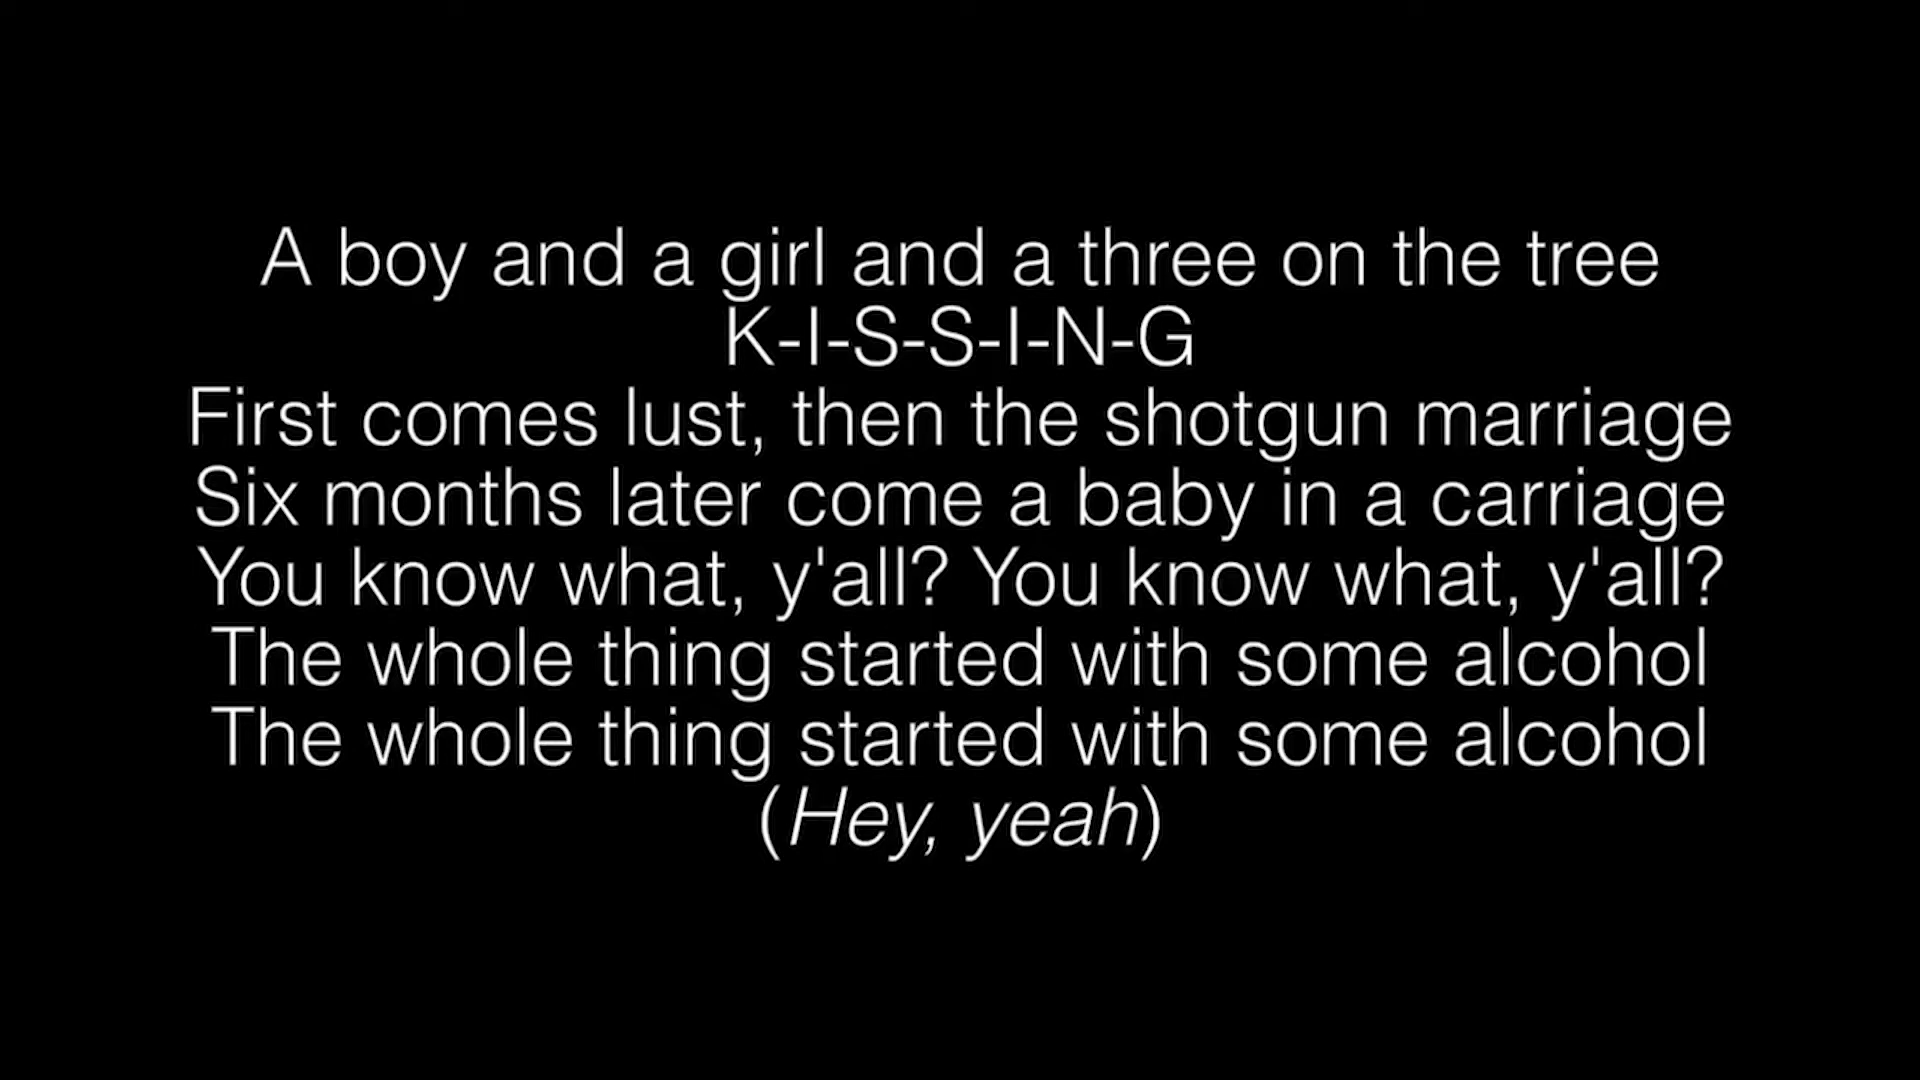 A boy and a girl and a three on the tree
K-I-S-S-I-N-G
First comes lust, then the shotgun marriage
Six months later come a baby in a carriage
You know what, y'all? You know what, y'all?
The whole thing started with some alcohol
The whole thing started with some alcohol
(Hey, yeah)